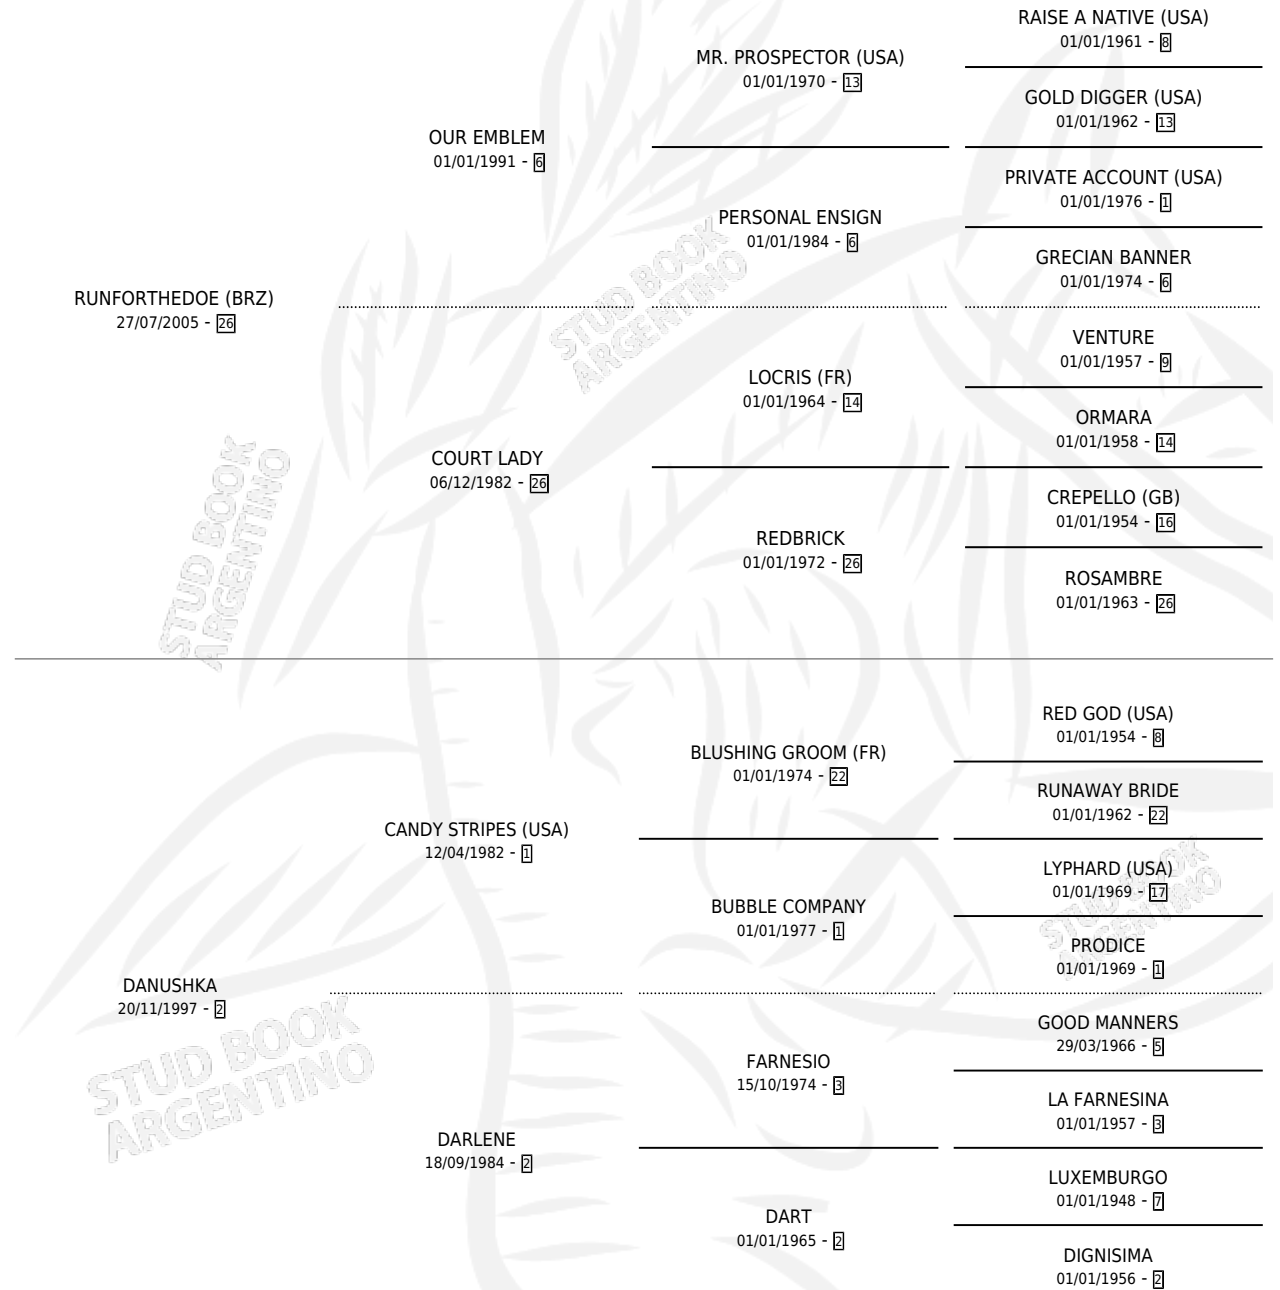 RAISE A NATIVE (USA)
01/01/1961 - 8
MR. PROSPECTOR (USA)
01/01/1970 - 13
GOLD DIGGER (USA)
01/01/1962 - 13
OUR EMBLEM
01/01/1991 - 6
PRIVATE ACCOUNT (USA)
01/01/1976 - 1
PERSONAL ENSIGN
01/01/1984 - 6
GRECIAN BANNER
01/01/1974 - 6
RUNFORTHEDOE (BRZ)
27/07/2005 - 26
STUD BOOK
ARGENTINO
VENTURE
01/01/1957 - 9
LOCRIS (FR)
01/01/1964 - 14
ORMARA
01/01/1958 - 14
COURT LADY
06/12/1982 - 26
CREPELLO (GB)
01/01/1954 - 16
REDBRICK
01/01/1972 - 26
ROSAMBRE
01/01/1963 - 26
STUD BOOK
ARGENTINO
RED GOD (USA)
01/01/1954 - 8
BLUSHING GROOM (FR)
01/01/1974 - 22
RUNAWAY BRIDE
01/01/1962 - 22
CANDY STRIPES (USA)
12/04/1982 - 1
LYPHARD (USA)
01/01/1969 - 17
BUBBLE COMPANY
01/01/1977 - 1
PRODICE
01/01/1969 - 1
STUD BOOK
ARGENTINO
DANUSHKA
20/11/1997 - 2
GOOD MANNERS
29/03/1966 - 5
FARNESIO
15/10/1974 - 3
LA FARNESINA
01/01/1957 - 3
DARLENE
18/09/1984 - 2
LUXEMBURGO
01/01/1948 - 7
DART
01/01/1965 - 2
DIGNISIMA
01/01/1956 - 2
STUD BOOK
ARGENTINO